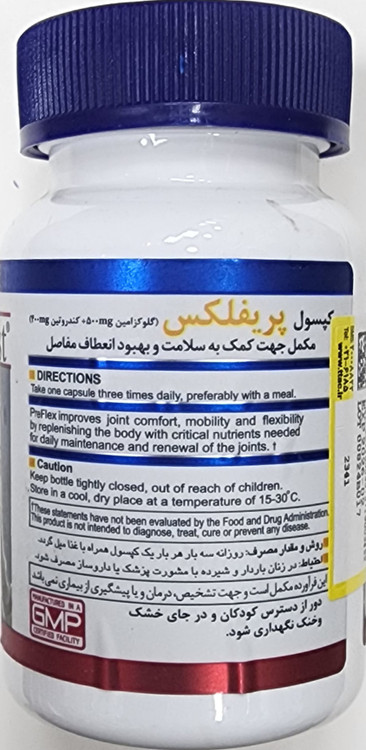 کپسول پریفلکس (گلوکزامین ۵۰۰mg+ کندروتین ۴۰۰mg)
مکمل جهت کمک به سلامت و بهبود انعطاف مفاصل
DIRECTIONS
Take one capsule three times daily, preferably with a meal.
PreFlex improves joint comfort, mobility and flexibility
by replenishing the body with critical nutrients needed
for daily maintenance and renewal of the joints. †
Caution
Keep bottle tightly closed, out of reach of children.
Store in a cool, dry place at a temperature of 15-30°C.
†These statements have not been evaluated by the Food and Drug Administration.
This product is not intended to diagnose, treat, cure or prevent any disease.
روش و مقدار مصرف: روزانه سه بار هر بار یک کپسول همراه با غذا میل گردد.
احتیاط: در زنان باردار و شیرده با مشورت پزشک یا داروساز مصرف شود.
این فرآورده مکمل است و جهت تشخیص، درمان و یا پیشگیری از بیماری نمی باشد
دور از دسترس کودکان و در جای خشک
وخنک نگهداری شود.
MANUFACTURED IN A
GMP
CERTIFIED FACILITY
www.ttac.ir
2361